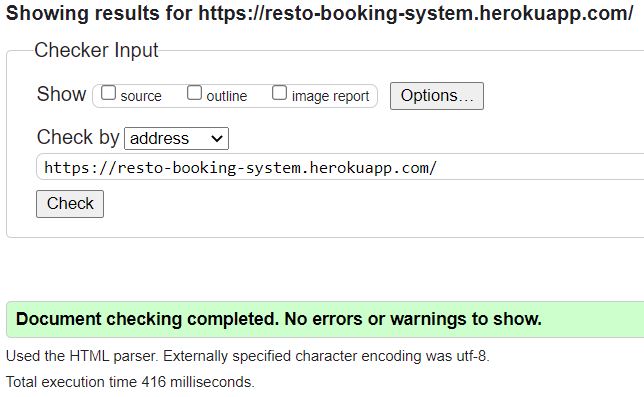 Showing results for https://resto-booking-system.herokuapp.com/
Checker Input
Show source outline image report Options...
Check by address
https://resto-booking-system.herokuapp.com/
Check
Document checking completed. No errors or warnings to show.
Used the HTML parser. Externally specified character encoding was utf-8.
Total execution time 416 milliseconds.